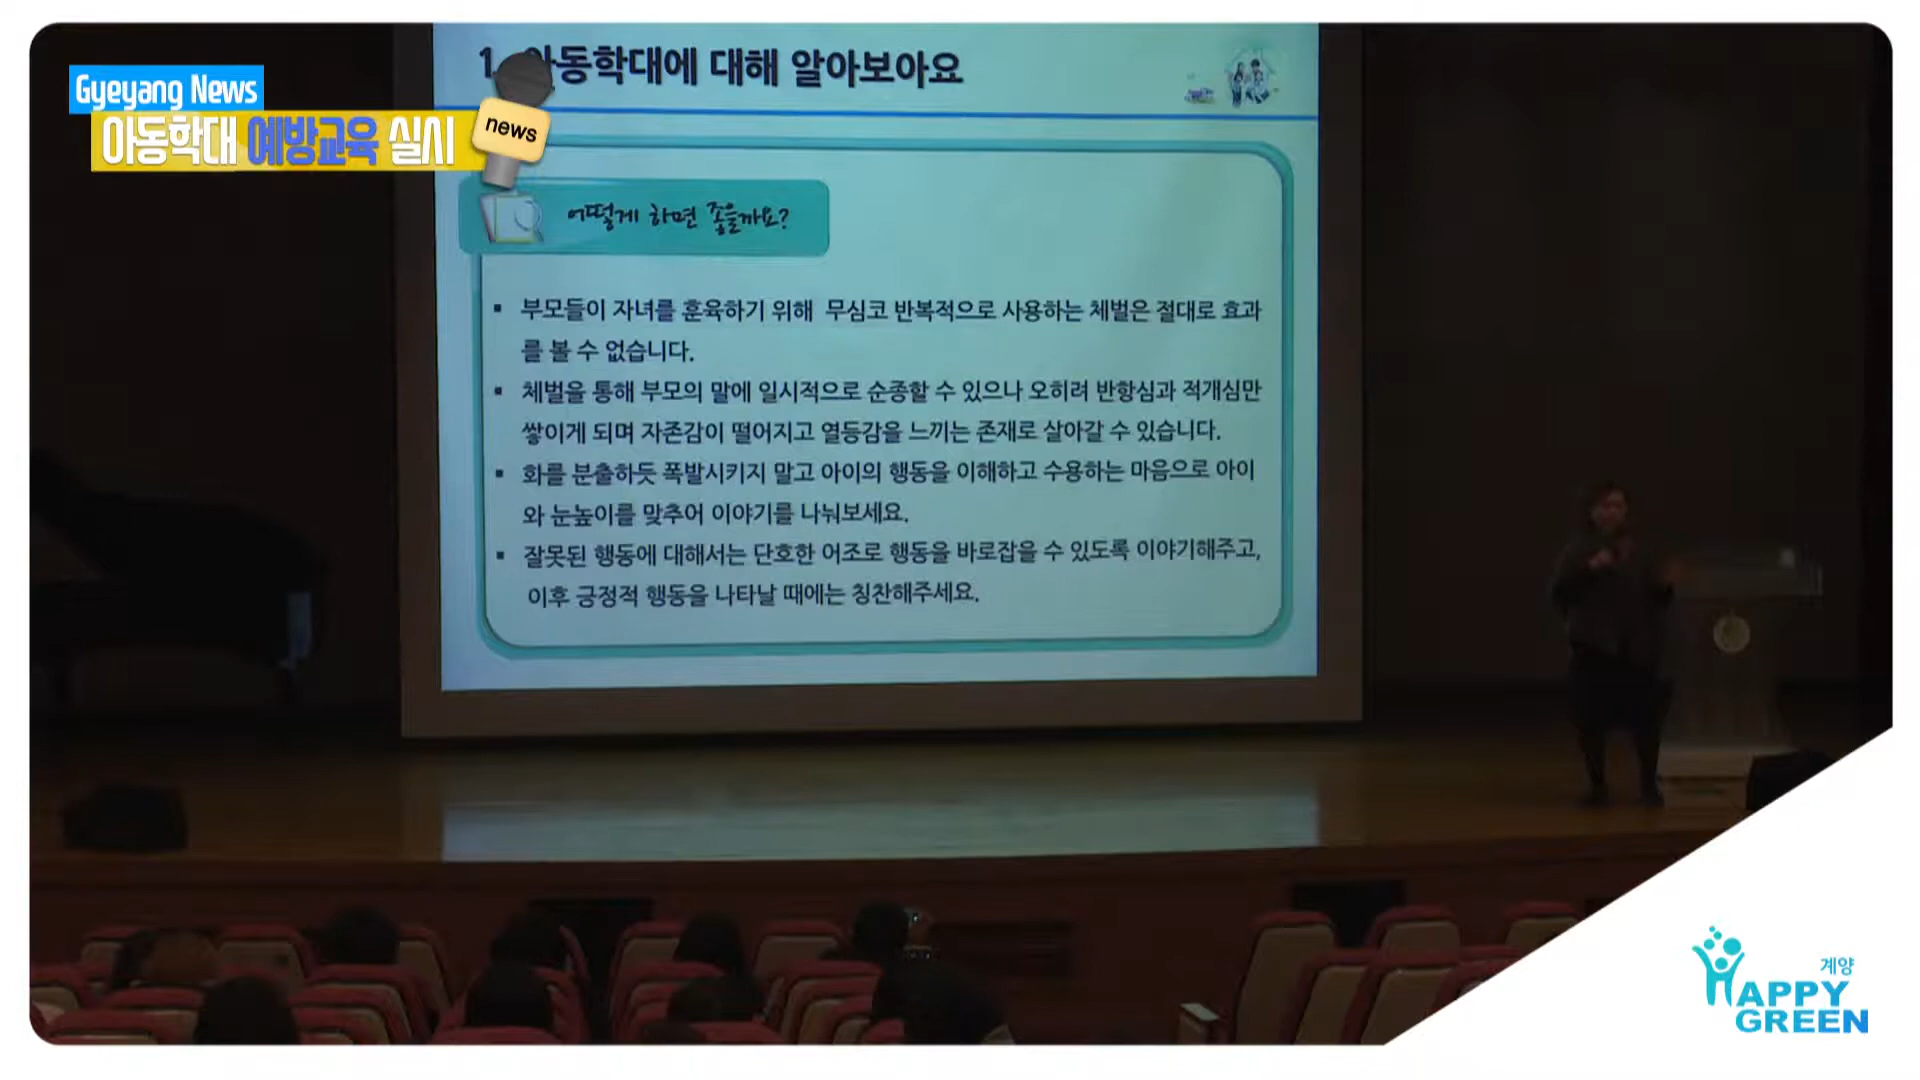 Gyeyang News
아동학대 예방교육 실시
news
1. 아동학대에 대해 알아보아요
어떻게 하면 좋을까요?
▪ 부모들이 자녀를 훈육하기 위해 무심코 반복적으로 사용하는 체벌은 절대로 효과
를 볼 수 없습니다.
▪ 체벌을 통해 부모의 말에 일시적으로 순종할 수 있으나 오히려 반항심과 적개심만
쌓이게 되며 자존감이 떨어지고 열등감을 느끼는 존재로 살아갈 수 있습니다.
▪ 화를 분출하듯 폭발시키지 말고 아이의 행동을 이해하고 수용하는 마음으로 아이
와 눈높이를 맞추어 이야기를 나눠보세요.
▪ 잘못된 행동에 대해서는 단호한 어조로 행동을 바로잡을 수 있도록 이야기해주고,
이후 긍정적 행동을 나타날 때에는 칭찬해주세요.
계양
HAPPY
GREEN